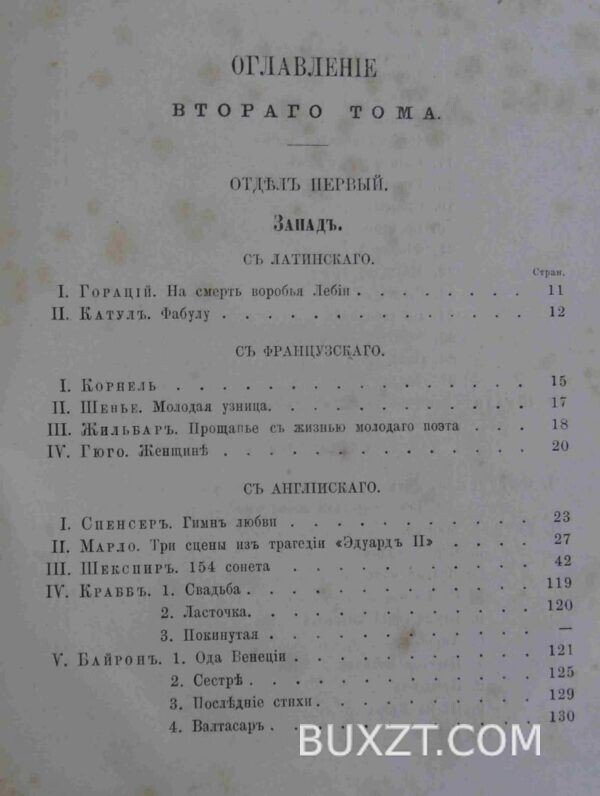 ОГЛАВЛЕНІЕ
ВТОРАГО ТОМА.
ОТДѢЛЪ ПЕРВЫЙ.
ЗАПАДЪ.
СЪ ЛАТИНСКАГО.
Стран.
I. ГОРАЦІЙ. На смерть воробья Лебіи . . . . . . . . 11
II. КАТУЛЪ. Фабулу . . . . . . . . . . . . . 12
СЪ ФРАНЦУЗСКАГО.
I. КОРНЕЛЬ . . . . . . . . . . . . . . . 15
II. ШЕНЬЕ. Молодая узница. . . . . . . . . . . . 17
III. ЖИЛЬБАРЪ. Прощанье съ жизнью молодаго поэта . . . . 18
IV. ГЮГО. Женщинѣ . . . . . . . . . . . . . 20
СЪ АНГЛІЙСКАГО.
I. СПЕНСЕРЪ. Гимнъ любви . . . . . . . . . . . 23
II. МАРЛО. Три сцены изъ трагедіи «Эдуардъ II» . . . . 27
III. ШЕКСПИРЪ. 154 сонета . . . . . . . . . . . 42
IV. КРАББЪ. 1. Свадьба . . . . . . . . . . . . 119
2. Ласточка. . . . . . . . . . . . 120
3. Покинутая . . . . . . . . . . . —
V. БАЙРОНЪ. 1. Ода Венеціи . . . . . . . . . . 121
2. Сестрѣ . . . . . . . . . . . . 125
3. Послѣдніе стихи . . . . . . . . . 129
4. Валтасаръ . . . . . . . . . . . 130
BUXZT.COM